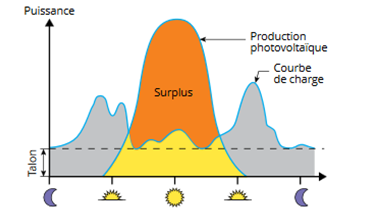 Puissance
Production
photovoltaïque
Courbe
de charge
Surplus
Talon